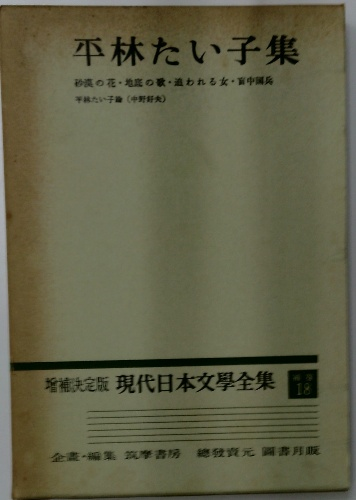 平林たい子集
砂漠の花・地底の歌・追われる女・盲中国兵
平林たい子論（中野好夫）
増補決定版 現代日本文學全集 補巻 18
企畫・編集 筑摩書房 總發賣元 圖書月販